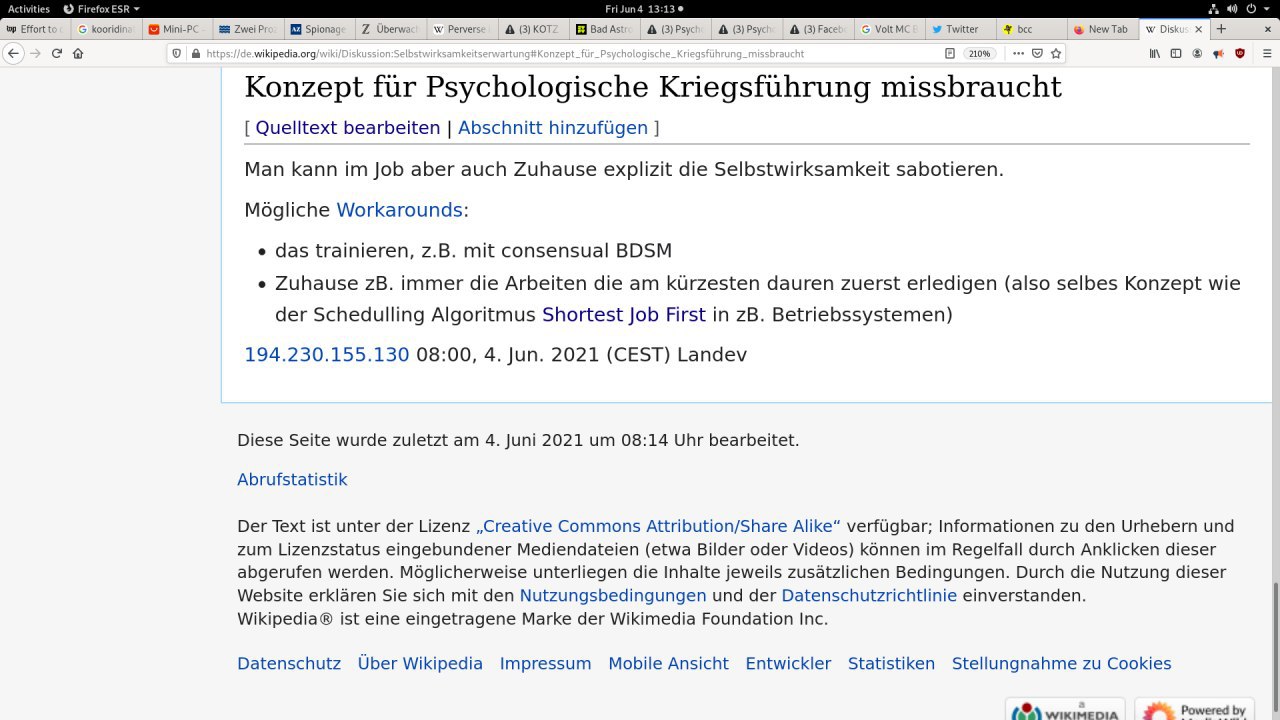 Activities Firefox ESR Fri Jun 4 13:13
Effort to c kooridina Mini-PC – Zwei Proz Spionage Überwach Pervers (3) KOTZ Bad Astro (3) Psych (3) Psych (3) Faceb Volt MC B Twitter bcc New Tab Diskus
https://de.wikipedia.org/wiki/Diskussion:Selbstwirksamkeitserwartung#Konzept_für_Psychologische_Kriegsführung_missbraucht 210%
Konzept für Psychologische Kriegsführung missbraucht
[ Quelltext bearbeiten | Abschnitt hinzufügen ]
Man kann im Job aber auch Zuhause explizit die Selbstwirksamkeit sabotieren.
Mögliche Workarounds:
• das trainieren, z.B. mit consensual BDSM
• Zuhause zB. immer die Arbeiten die am kürzesten dauren zuerst erledigen (also selbes Konzept wie
der Schedulling Algoritmus Shortest Job First in zB. Betriebssystemen)
194.230.155.130 08:00, 4. Jun. 2021 (CEST) Landev
Diese Seite wurde zuletzt am 4. Juni 2021 um 08:14 Uhr bearbeitet.
Abrufstatistik
Der Text ist unter der Lizenz „Creative Commons Attribution/Share Alike“ verfügbar; Informationen zu den Urhebern und
zum Lizenzstatus eingebundener Mediendateien (etwa Bilder oder Videos) können im Regelfall durch Anklicken dieser
abgerufen werden. Möglicherweise unterliegen die Inhalte jeweils zusätzlichen Bedingungen. Durch die Nutzung dieser
Website erklären Sie sich mit den Nutzungsbedingungen und der Datenschutzrichtlinie einverstanden.
Wikipedia® ist eine eingetragene Marke der Wikimedia Foundation Inc.
Datenschutz Über Wikipedia Impressum Mobile Ansicht Entwickler Statistiken Stellungnahme zu Cookies
a Powered by
WIKIMEDIA